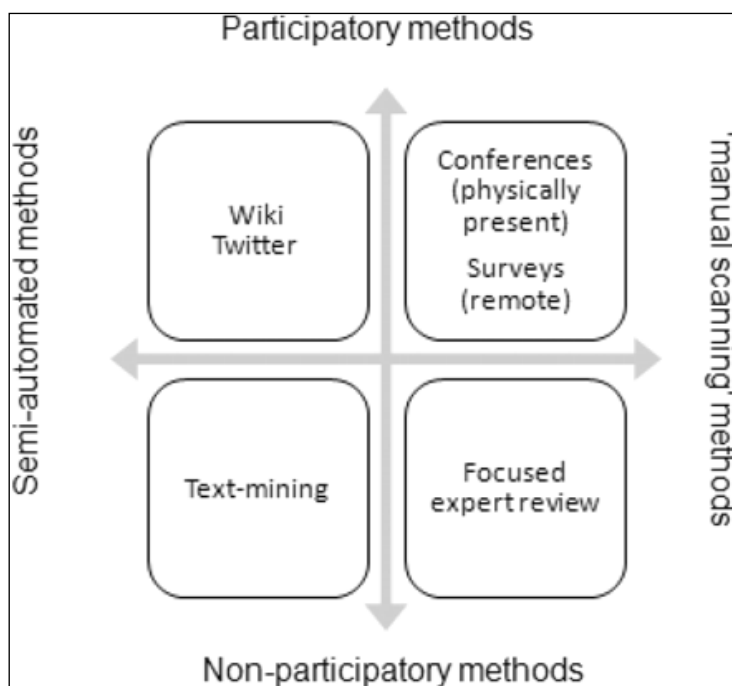 Participatory methods
Semi-automated methods
Wiki
Twitter
Conferences
(physically
present)
Surveys
(remote)
'manual scanning' methods
Text-mining
Focused
expert review
Non-participatory methods